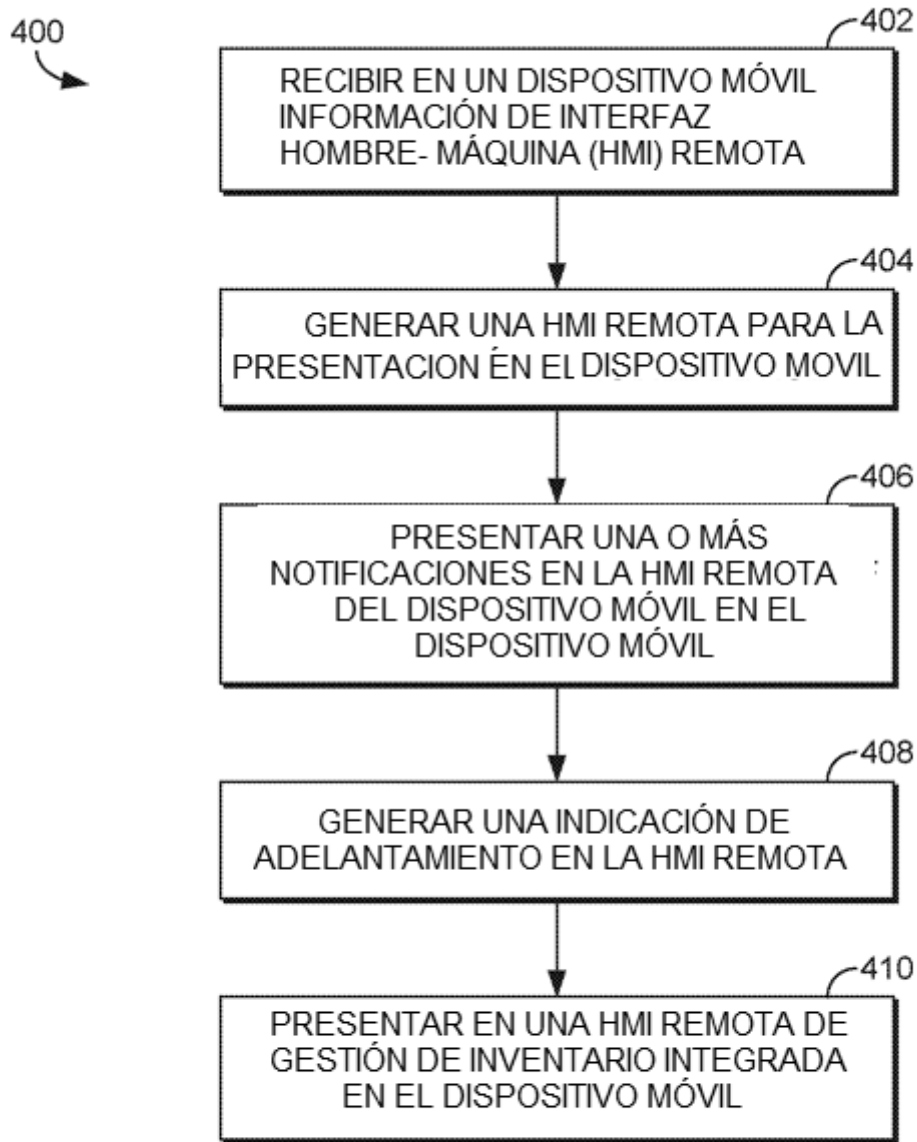 400
402
RECIBIR EN UN DISPOSITIVO MÓVIL
INFORMACIÓN DE INTERFAZ
HOMBRE- MÁQUINA (HMI) REMOTA
404
GENERAR UNA HMI REMOTA PARA LA
PRESENTACION ÉN EL DISPOSITIVO MOVIL
406
PRESENTAR UNA O MÁS
NOTIFICACIONES EN LA HMI REMOTA
DEL DISPOSITIVO MÓVIL EN EL
DISPOSITIVO MÓVIL
408
GENERAR UNA INDICACIÓN DE
ADELANTAMIENTO EN LA HMI REMOTA
410
PRESENTAR EN UNA HMI REMOTA DE
GESTIÓN DE INVENTARIO INTEGRADA
EN EL DISPOSITIVO MÓVIL